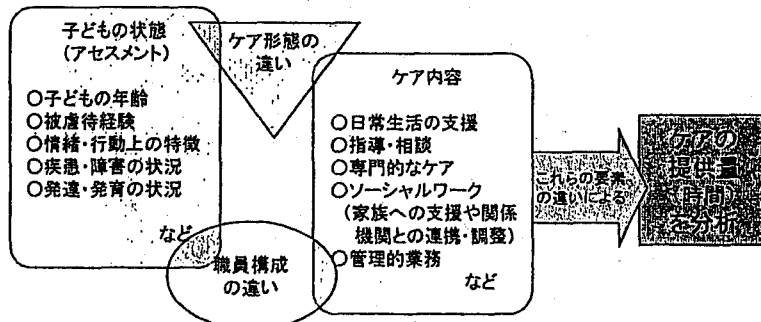 子どもの状態
(アセスメント)
○子どもの年齢
○被虐待経験
○情緒・行動上の特徴
○疾患・障害の状況
○発達・発育の状況
など
ケア形態の
違い
職員構成
の違い
ケア内容
○日常生活の支援
○指導・相談
○専門的なケア
○ソーシャルワーク
(家族への支援や関係
機関との連携・調整)
○管理的業務
など
これらの要素
の違いによる
ケアの
提供量
(時間)
を分析